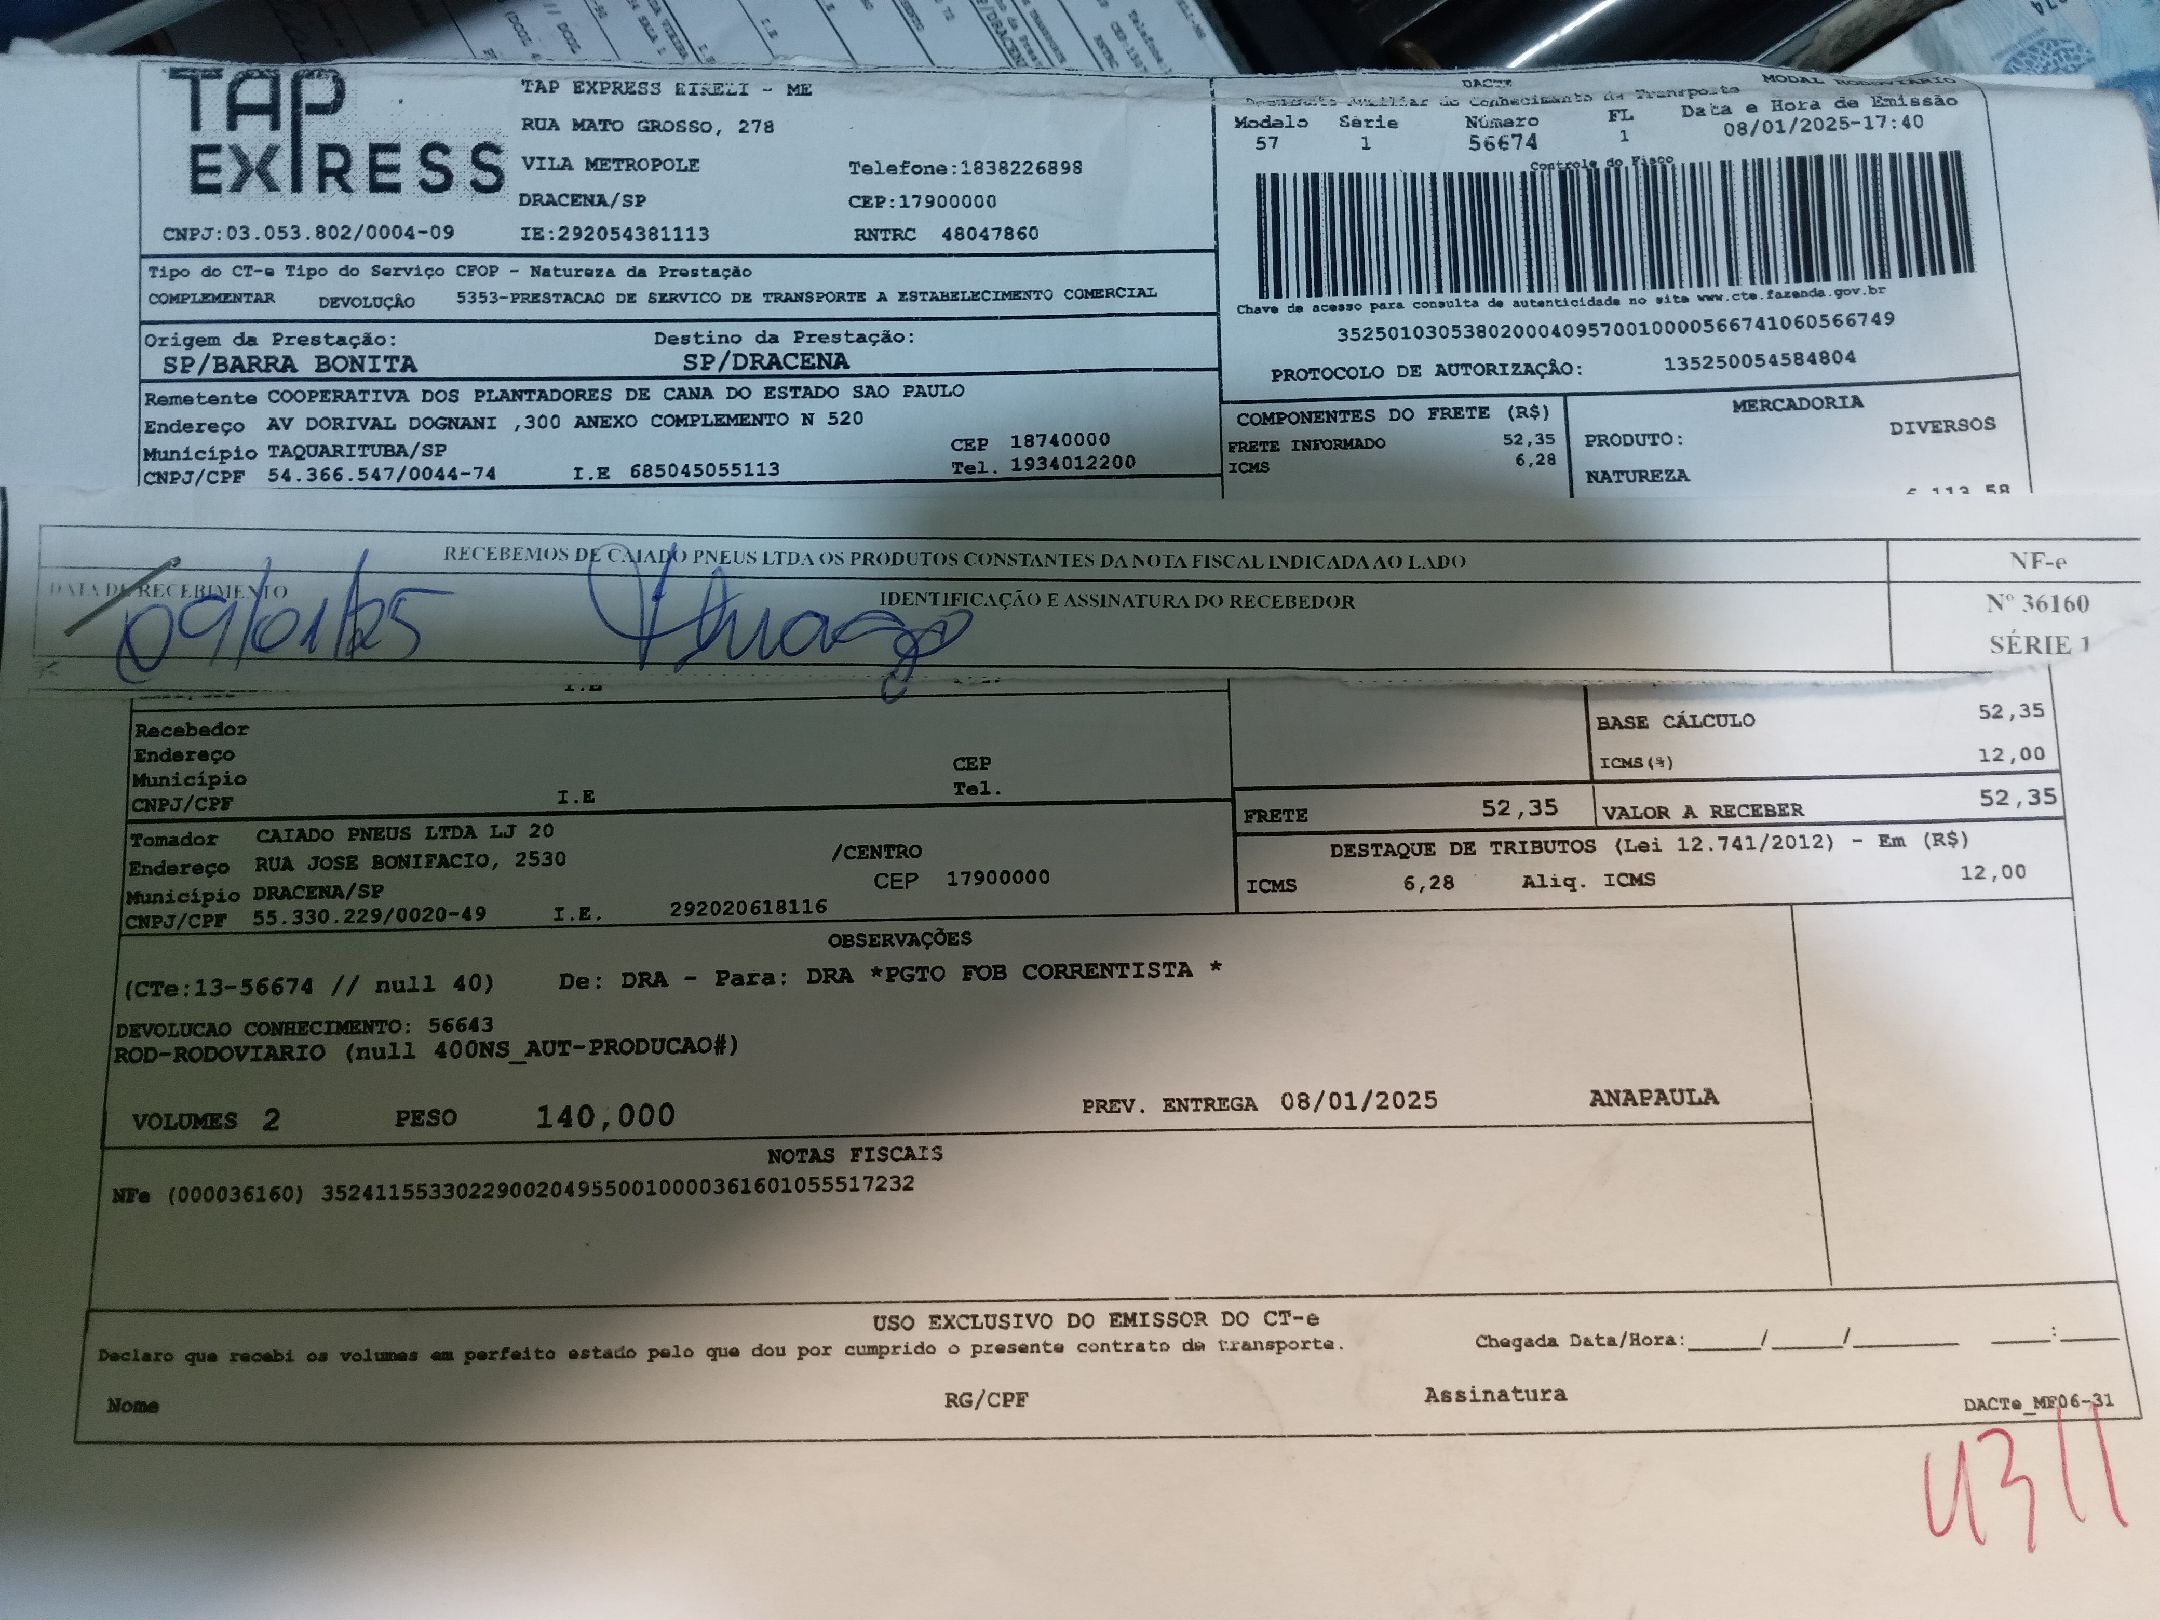 TAP
EXPRESS
TAP EXPRESS EIRELI - ME
RUA MATO GROSSO, 278
VILA METROPOLE Telefone:1838226898
DRACENA/SP CEP:17900000
CNPJ:03.053.802/0004-09 IE:292054381113 RNTRC 48047860
DACTE MODAL RODOVIARIO
Documento Auxiliar do Conhecimento de Transporte
Modelo Série Número FL Data e Hora de Emissão
57 1 56674 1 08/01/2025-17:40
Controle do Fisco
Chave de acesso para consulta de autenticidade no site www.cte.fazenda.gov.br
35250103053802000409570010000566741060566749
PROTOCOLO DE AUTORIZAÇÃO: 135250054584804
Tipo do CT-e Tipo do Serviço CFOP - Natureza da Prestação
COMPLEMENTAR DEVOLUÇÃO 5353-PRESTACAO DE SERVICO DE TRANSPORTE A ESTABELECIMENTO COMERCIAL
Origem da Prestação: Destino da Prestação:
SP/BARRA BONITA SP/DRACENA
Remetente COOPERATIVA DOS PLANTADORES DE CANA DO ESTADO SAO PAULO
Endereço AV DORIVAL DOGNANI ,300 ANEXO COMPLEMENTO N 520
Município TAQUARITUBA/SP CEP 18740000
CNPJ/CPF 54.366.547/0044-74 I.E 685045055113 Tel. 1934012200
COMPONENTES DO FRETE (R$) MERCADORIA
FRETE INFORMADO 52,35 PRODUTO: DIVERSOS
ICMS 6,28 NATUREZA
RECEBEMOS DE CAIADO PNEUS LTDA OS PRODUTOS CONSTANTES DA NOTA FISCAL INDICADA AO LADO NF-e
DATA DE RECEBIMENTO IDENTIFICAÇÃO E ASSINATURA DO RECEBEDOR Nº 36160
09/01/25
SÉRIE 1
Recebedor
Endereço
Município CEP
CNPJ/CPF I.E Tel.
BASE CÁLCULO 52,35
ICMS(%) 12,00
FRETE 52,35 VALOR A RECEBER 52,35
Tomador CAIADO PNEUS LTDA LJ 20
Endereço RUA JOSE BONIFACIO, 2530 /CENTRO
Município DRACENA/SP CEP 17900000
CNPJ/CPF 55.330.229/0020-49 I.E. 292020618116
DESTAQUE DE TRIBUTOS (Lei 12.741/2012) - Em (R$)
ICMS 6,28 Aliq. ICMS 12,00
OBSERVAÇÕES
(CTe:13-56674 // null 40) De: DRA - Para: DRA *PGTO FOB CORRENTISTA *
DEVOLUCAO CONHECIMENTO: 56643
ROD-RODOVIARIO (null 400NS_AUT-PRODUCAO#)
VOLUMES 2 PESO 140,000 PREV. ENTREGA 08/01/2025 ANAPAULA
NOTAS FISCAIS
NFe (000036160) 35241155330229002049550010000361601055517232
USO EXCLUSIVO DO EMISSOR DO CT-e
Declaro que recebi os volumes em perfeito estado pelo que dou por cumprido o presente contrato de transporte. Chegada Data/Hora:_____/_____/_______ ____:____
Nome RG/CPF Assinatura DACTe_MF06-31
4311